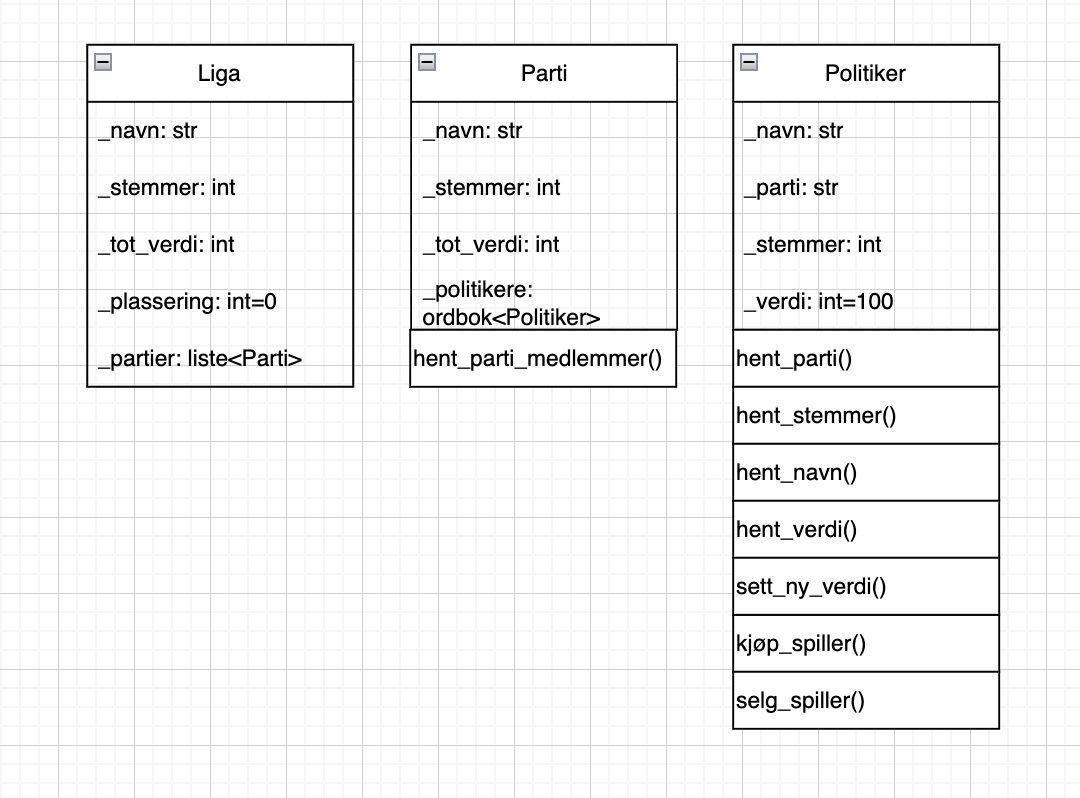 Liga
_navn: str
_stemmer: int
_tot_verdi: int
_plassering: int=0
_partier: liste<Parti>
Parti
_navn: str
_stemmer: int
_tot_verdi: int
_politikere:
ordbok<Politiker>
hent_parti_medlemmer()
Politiker
_navn: str
_parti: str
_stemmer: int
_verdi: int=100
hent_parti()
hent_stemmer()
hent_navn()
hent_verdi()
sett_ny_verdi()
kjøp_spiller()
selg_spiller()